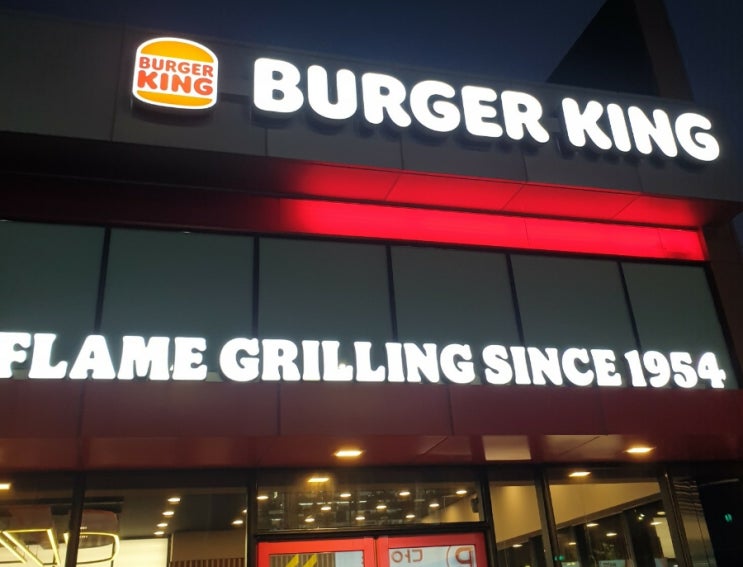 BURGER
KING
BURGER KING
FLAME GRILLING SINCE 1954